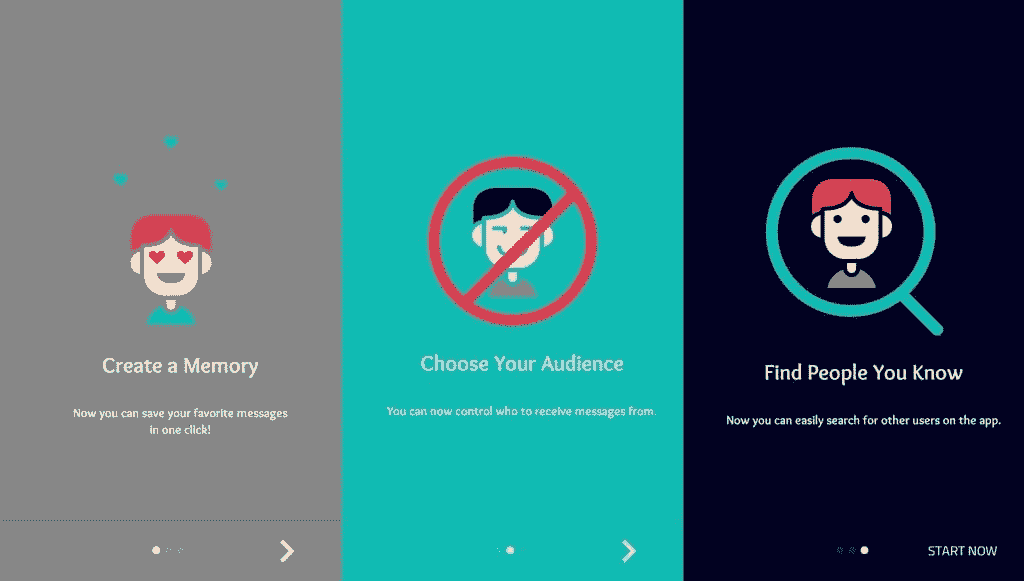 Create a Memory
Now you can save your favorite messages
in one click!
Choose Your Audience
You can now control who to receive messages from.
Find People You Know
Now you can easily search for other users on the app.
START NOW